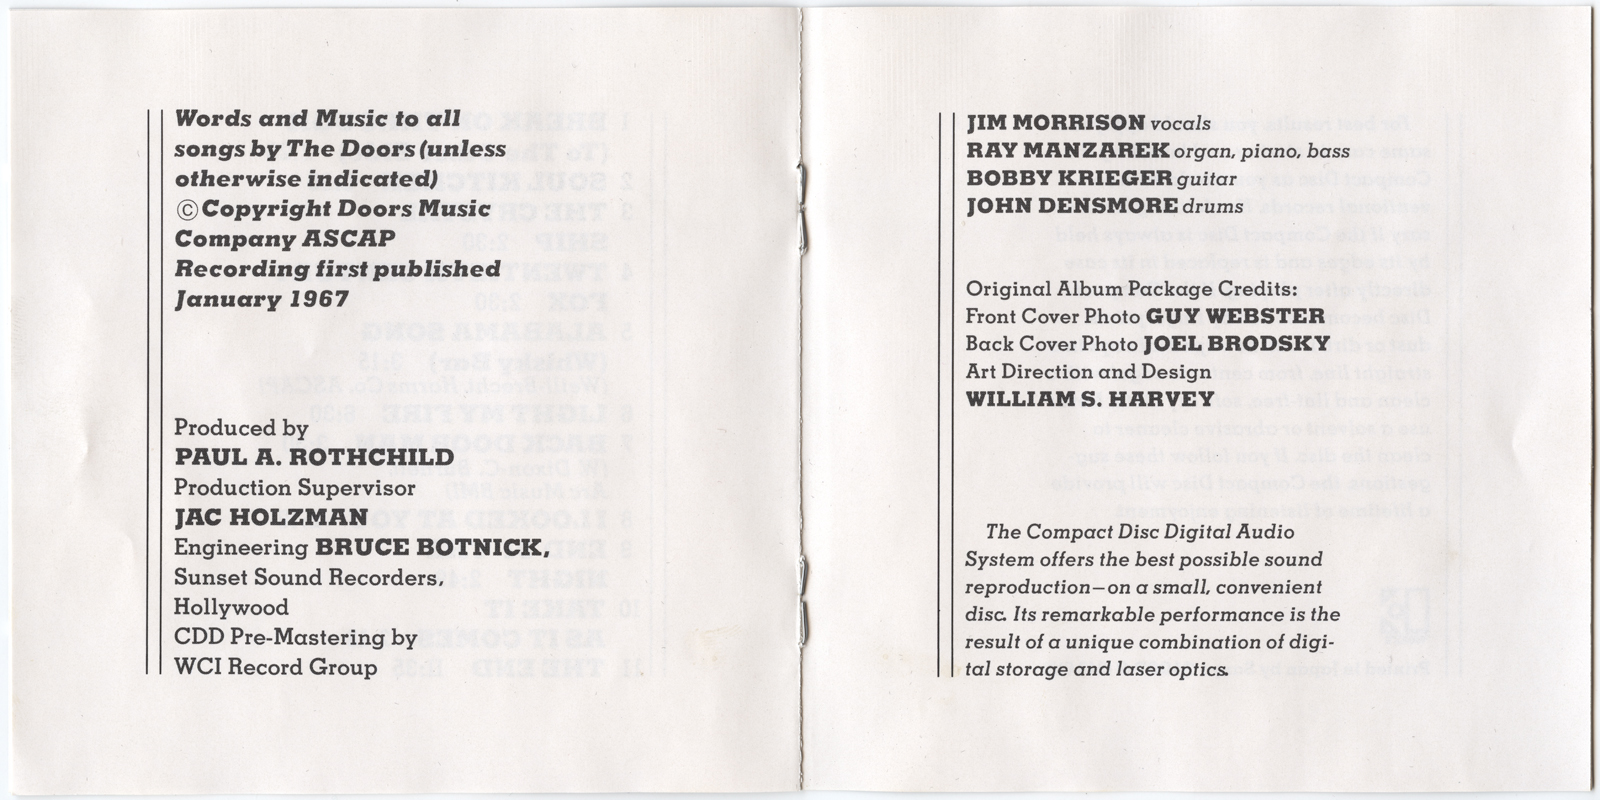 Words and Music to all
songs by The Doors (unless
otherwise indicated)
©Copyright Doors Music
Company ASCAP
Recording first published
January 1967
Produced by
PAUL A. ROTHCHILD
Production Supervisor
JAC HOLZMAN
Engineering BRUCE BOTNICK,
Sunset Sound Recorders,
Hollywood
CDD Pre-Mastering by
WCI Record Group
JIM MORRISON vocals
RAY MANZAREK organ, piano, bass
BOBBY KRIEGER guitar
JOHN DENSMORE drums
Original Album Package Credits:
Front Cover Photo GUY WEBSTER
Back Cover Photo JOEL BRODSKY
Art Direction and Design
WILLIAM S. HARVEY
The Compact Disc Digital Audio
System offers the best possible sound
reproduction—on a small, convenient
disc. Its remarkable performance is the
result of a unique combination of digi-
tal storage and laser optics.